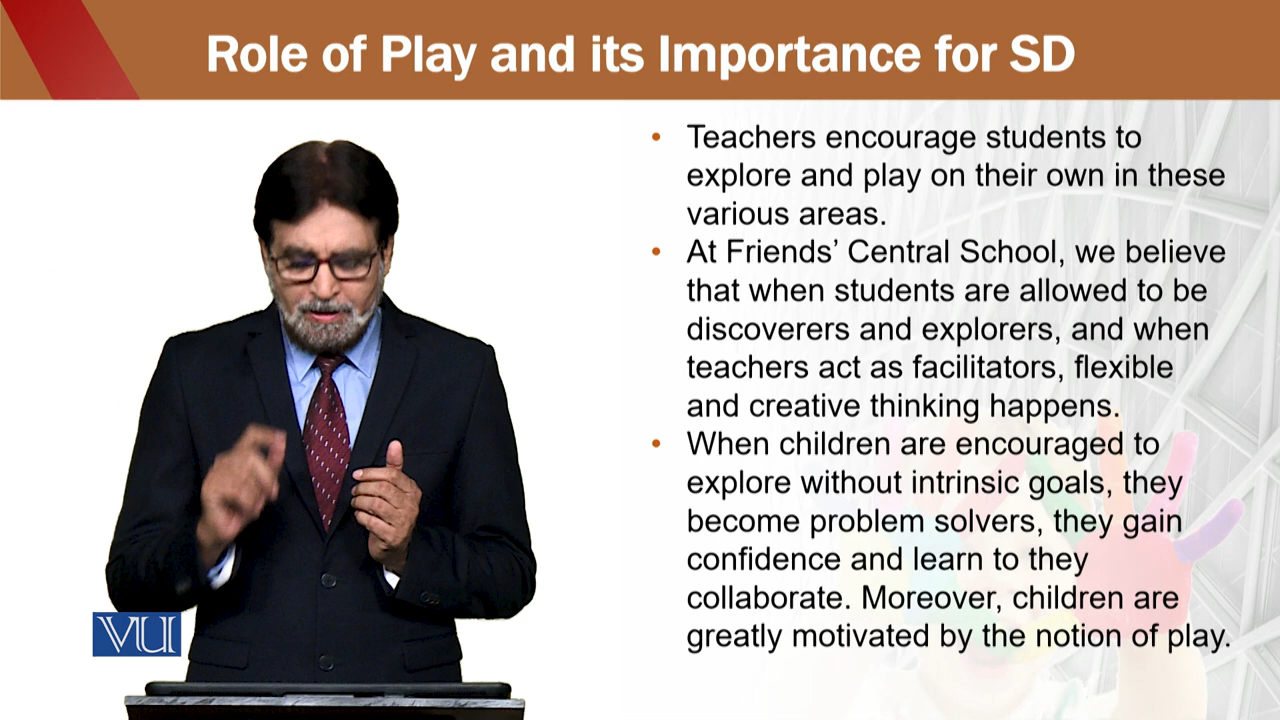 Role of Play and its Importance for SD
• Teachers encourage students to
explore and play on their own in these
various areas.
• At Friends’ Central School, we believe
that when students are allowed to be
discoverers and explorers, and when
teachers act as facilitators, flexible
and creative thinking happens.
• When children are encouraged to
explore without intrinsic goals, they
become problem solvers, they gain
confidence and learn to they
collaborate. Moreover, children are
greatly motivated by the notion of play.
VU